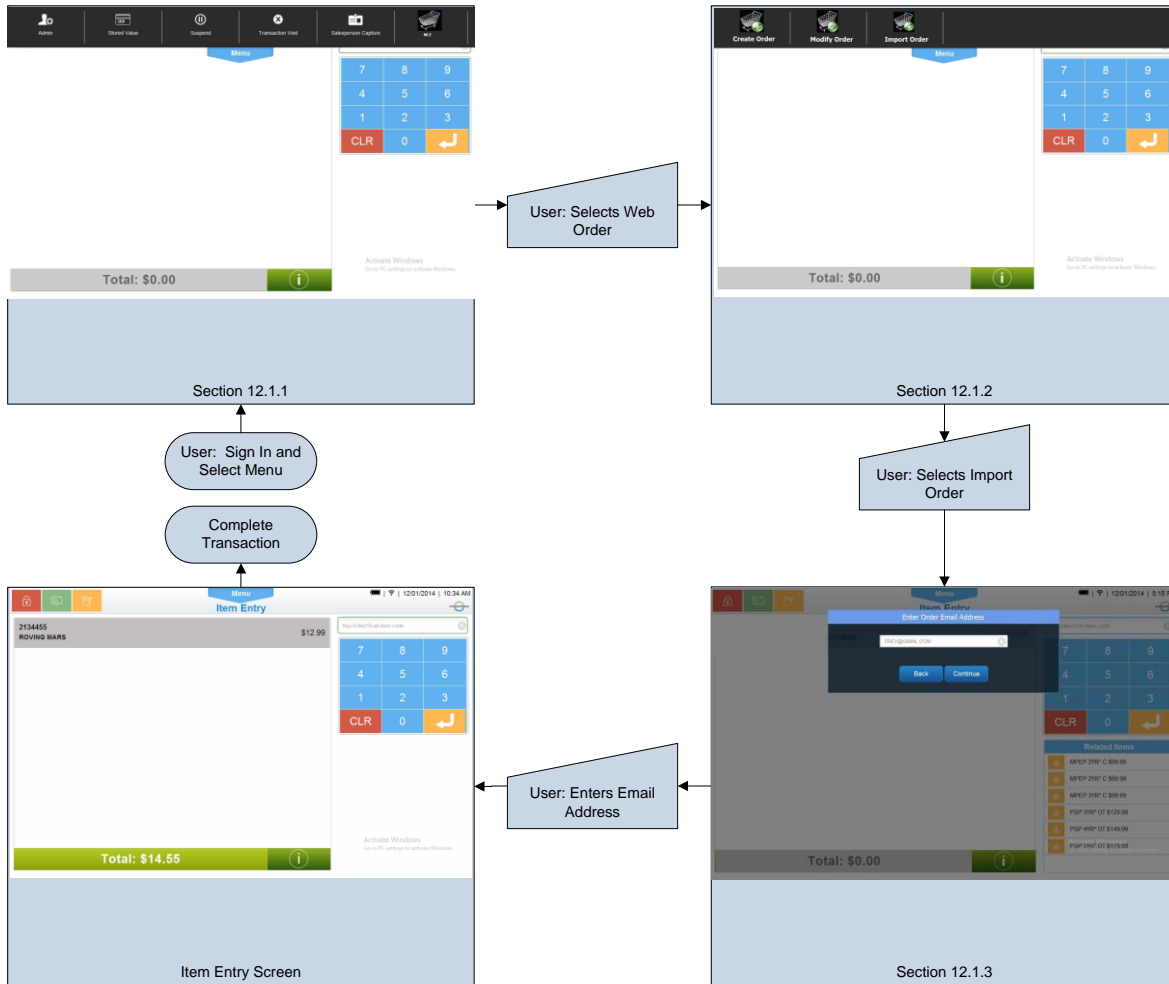 Admin
Stored Value
Suspend
Transaction Void
Salesperson Capture
Menu
7 8 9
4 5 6
1 2 3
CLR 0
Activate Windows
Go to PC settings to activate Windows.
Total: $0.00
i
Section 12.1.1
User: Selects Web
Order
Create Order
Modify Order
Import Order
Menu
7 8 9
4 5 6
1 2 3
CLR 0
Activate Windows
Go to PC settings to activate Windows.
Total: $0.00
i
Section 12.1.2
User: Sign In and
Select Menu
User: Selects Import
Order
Complete
Transaction
Menu
Item Entry
12/01/2014 | 10:34 AM
2134455
ROVING MARS
$12.99
Key Enter/Scan item code
7 8 9
4 5 6
1 2 3
CLR 0
Activate Windows
Go to PC settings to activate Windows.
Total: $14.55
i
Item Entry Screen
User: Enters Email
Address
Menu
Item Entry
12/01/2014 | 5:15 P
Enter Order Email Address
Back
Continue
7 8 9
4 5 6
1 2 3
CLR 0
Related Items
MPEP 2YR* C $99.99
MPEP 2YR* C $99.99
MPEP 2YR* C $99.99
PSP 3YR* OT $129.99
PSP 4YR* OT $149.99
PSP 5YR* OT $179.99
Total: $0.00
i
Section 12.1.3